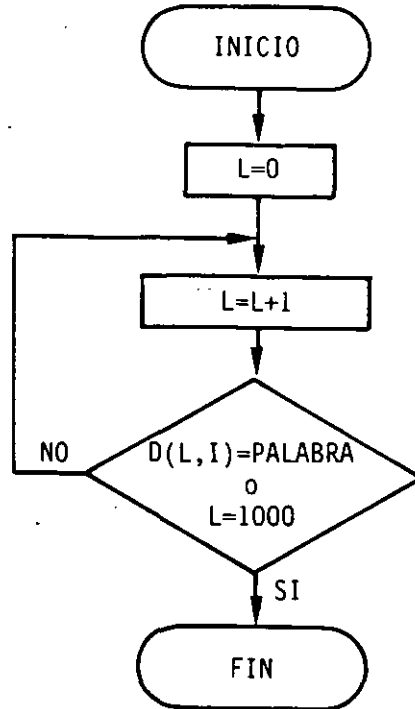 INICIO
L=0
L=L+1
D(L,I)=PALABRA
o
L=1000
NO
SI
FIN